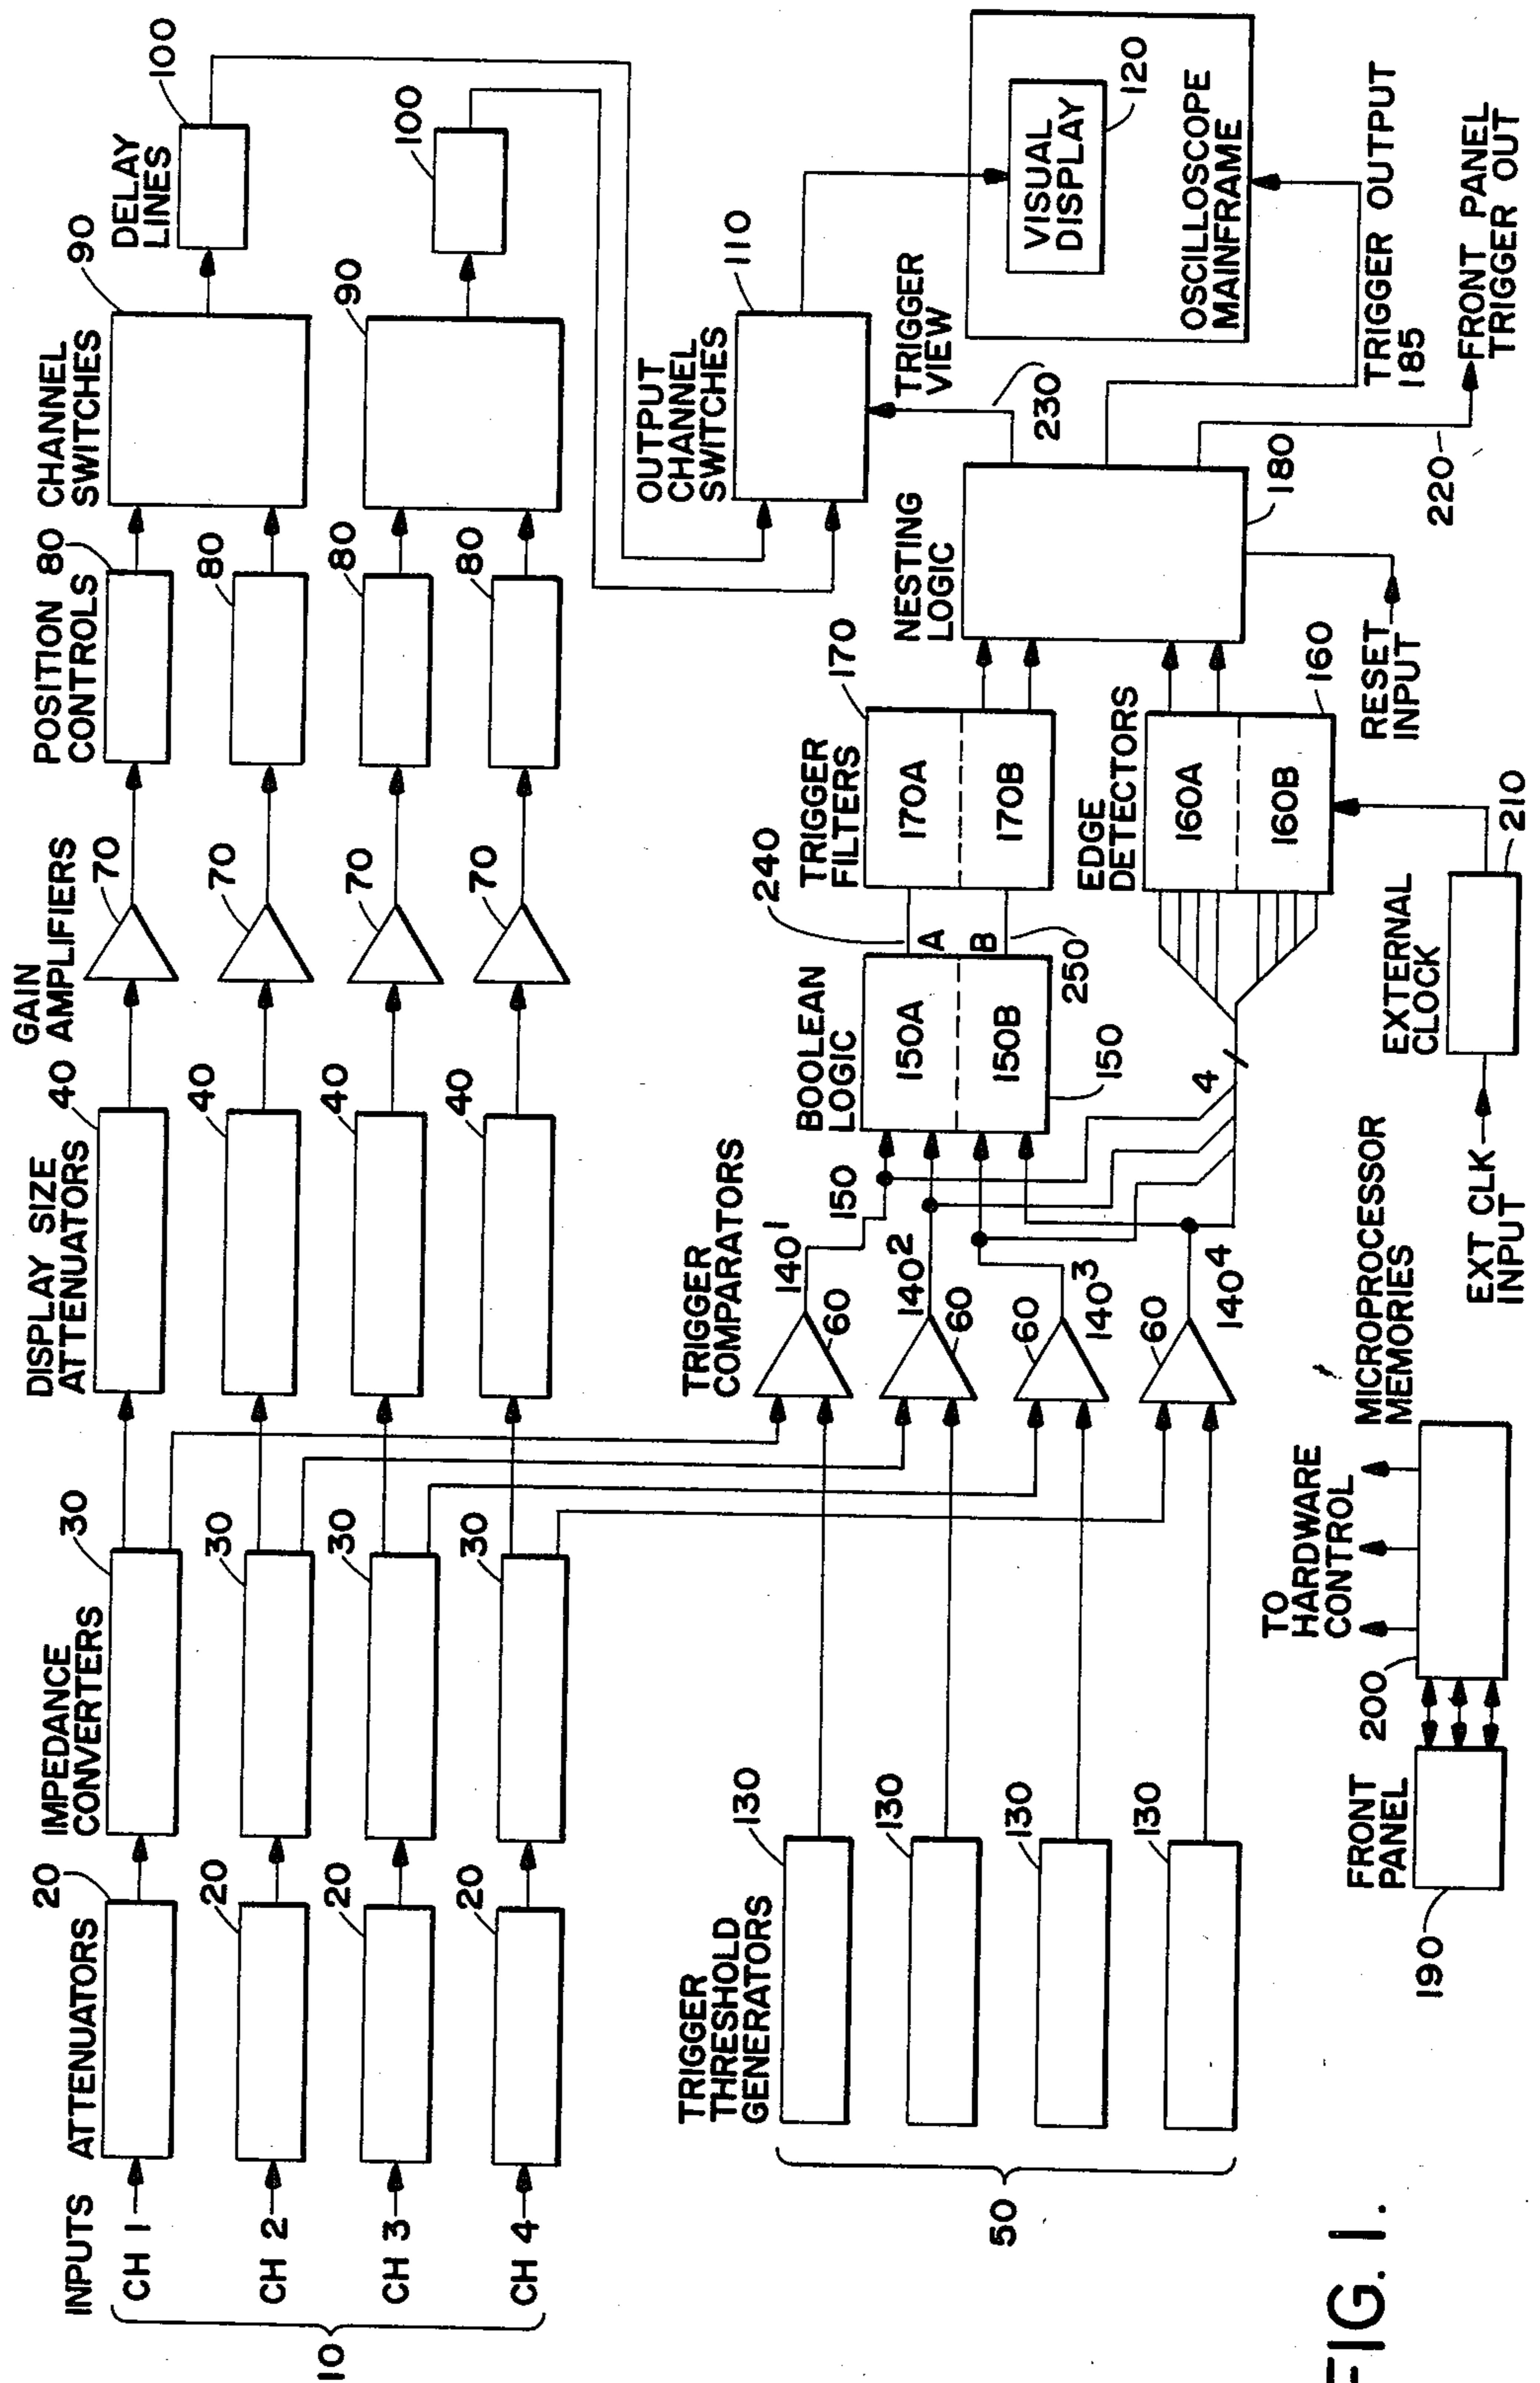 INPUTS
10
CH 1
CH 2
CH 3
CH 4
ATTENUATORS
20
20
20
20
IMPEDANCE
CONVERTERS
30
30
30
30
DISPLAY SIZE
ATTENUATORS
40
40
40
40
GAIN
AMPLIFIERS
70
70
70
70
POSITION
CONTROLS
80
80
80
80
CHANNEL
SWITCHES
90
90
DELAY
LINES
100
100
OUTPUT
CHANNEL
SWITCHES
110
TRIGGER
VIEW
230
VISUAL
DISPLAY
120
OSCILLOSCOPE
MAINFRAME
TRIGGER
THRESHOLD
GENERATORS
50
130
130
130
130
TRIGGER
COMPARATORS
60
60
60
60
140¹
140²
140³
140⁴
150
BOOLEAN
LOGIC
150A
150B
150
4
240
A
B
250
TRIGGER
FILTERS
170
170A
170B
EDGE
DETECTORS
160A
160B
160
NESTING
LOGIC
180
TRIGGER OUTPUT
185
220
FRONT PANEL
TRIGGER OUT
RESET
INPUT
EXTERNAL
CLOCK
210
EXT CLK
INPUT
MICROPROCESSOR
MEMORIES
TO
HARDWARE
CONTROL
200
FRONT
PANEL
190
FIG. 1.